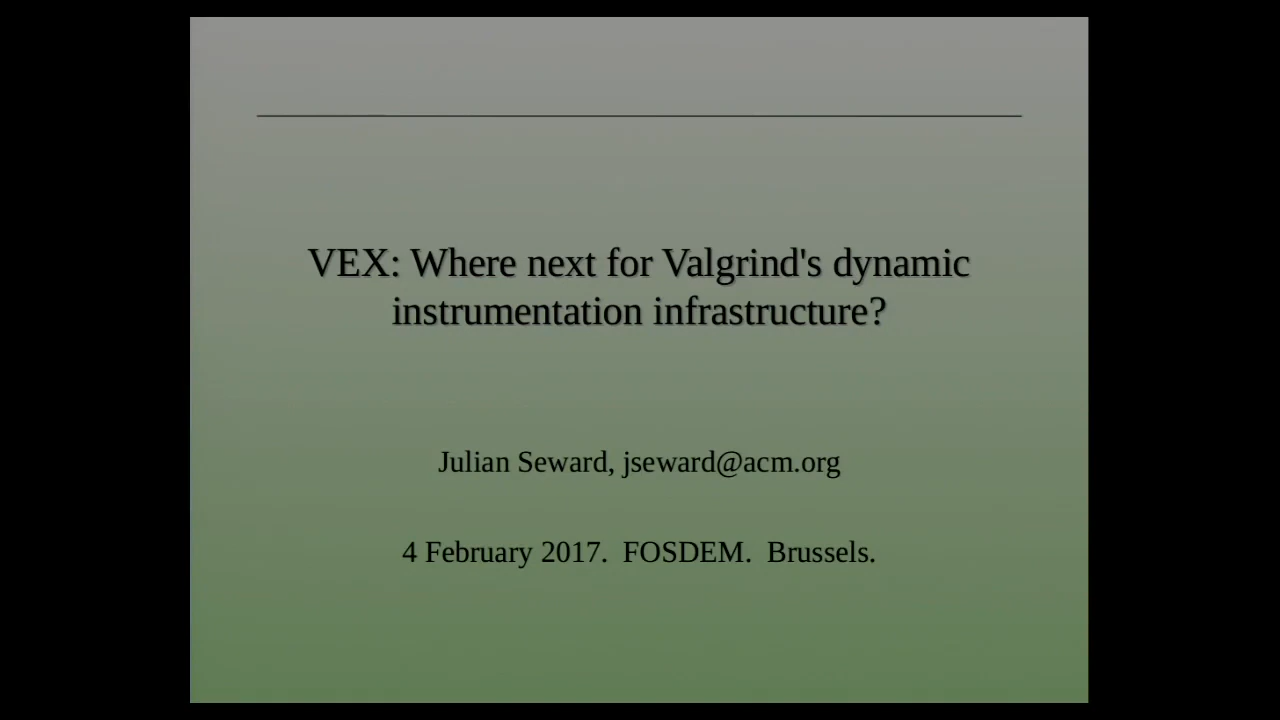 VEX: Where next for Valgrind's dynamic
instrumentation infrastructure?
Julian Seward, jseward@acm.org
4 February 2017.  FOSDEM.  Brussels.